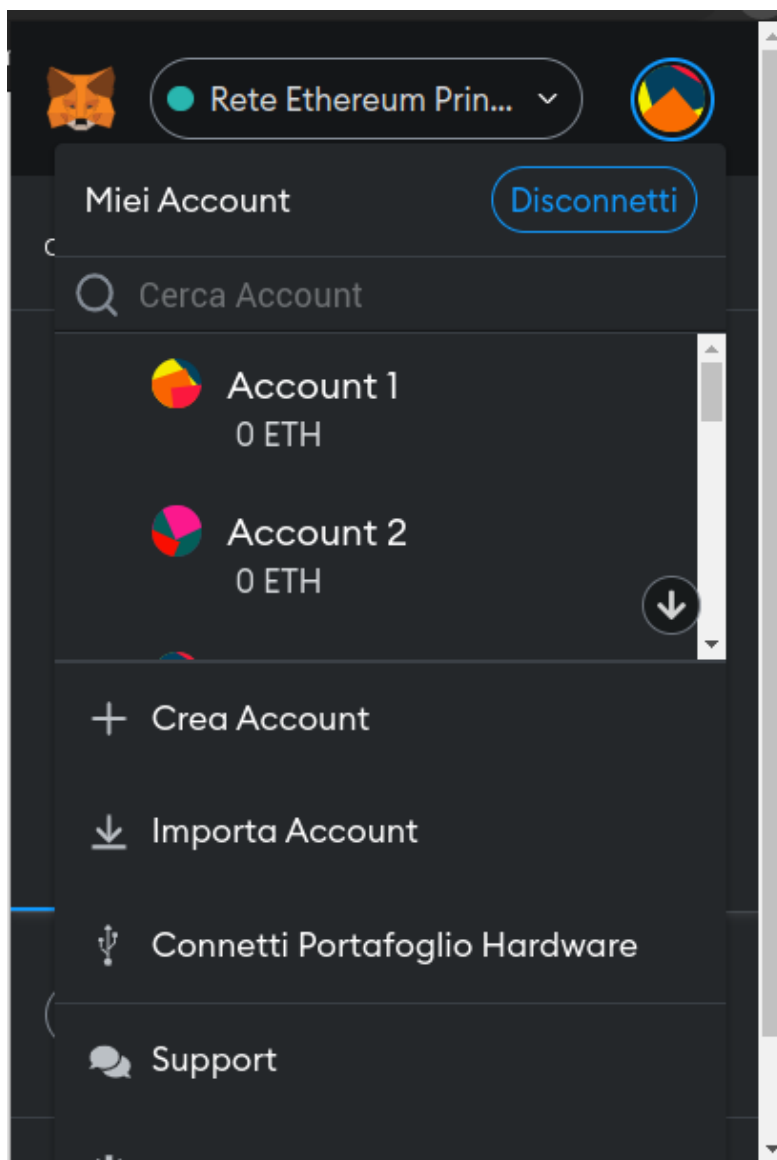 Rete Ethereum Prin...
Miei Account
Disconnetti
Cerca Account
Account 1
0 ETH
Account 2
0 ETH
Crea Account
Importa Account
Connetti Portafoglio Hardware
Support